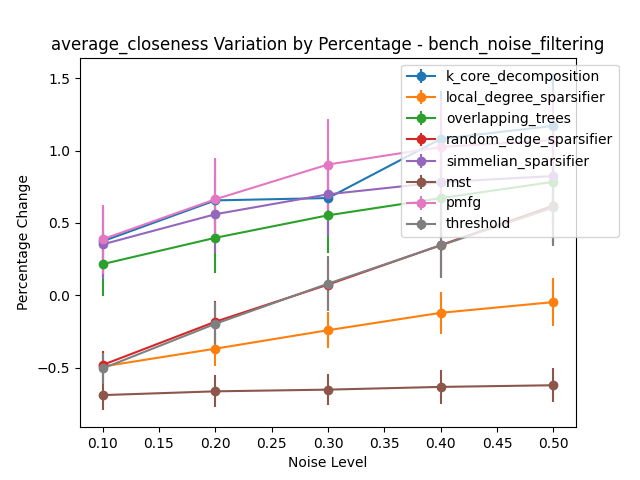 average_closeness Variation by Percentage - bench_noise_filtering
1.5
1.0
0.5
0.0
−0.5
Percentage Change
k_core_decomposition
local_degree_sparsifier
overlapping_trees
random_edge_sparsifier
simmelian_sparsifier
mst
pmfg
threshold
0.10 0.15 0.20 0.25 0.30 0.35 0.40 0.45 0.50
Noise Level